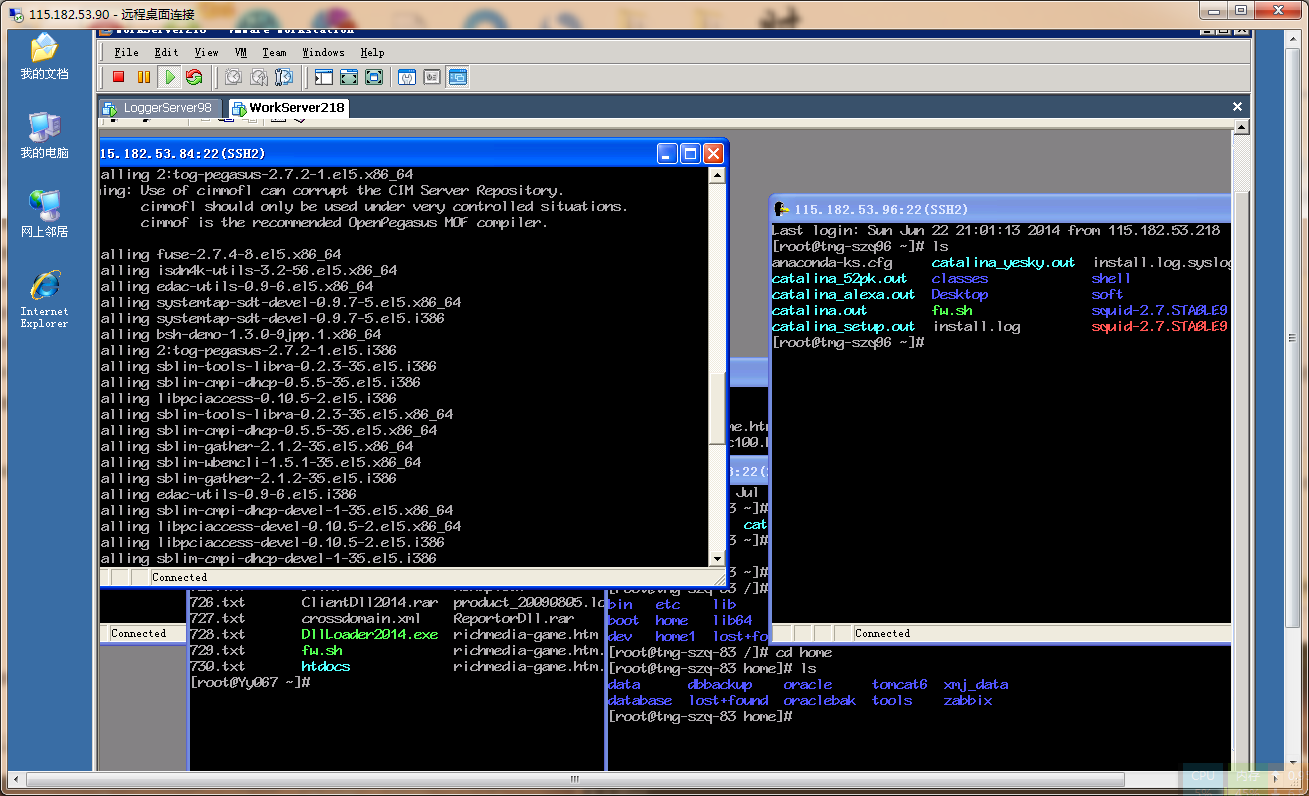 115.182.53.90 - 远程桌面连接
WorkServer218 - VMware Workstation
File Edit View VM Team Windows Help
LoggerServer98 WorkServer218
我的文档
我的电脑
网上邻居
Internet
Explorer
15.182.53.84:22(SSH2)
alling 2:tog-pegasus-2.7.2-1.el5.x86_64
ning: Use of cimmofl can corrupt the CIM Server Repository.
cimmofl should only be used under very controlled situations.
cimmof is the recommended OpenPegasus MOF compiler.
alling fuse-2.7.4-8.el5.x86_64
alling isdn4k-utils-3.2-56.el5.x86_64
alling edac-utils-0.9-6.el5.x86_64
alling systemtap-sdt-devel-0.9.7-5.el5.x86_64
alling systemtap-sdt-devel-0.9.7-5.el5.i386
alling bsh-demo-1.3.0-9jpp.1.x86_64
alling 2:tog-pegasus-2.7.2-1.el5.i386
alling sblim-tools-libra-0.2.3-35.el5.i386
alling sblim-cmpi-dhcp-0.5.5-35.el5.i386
alling libpciaccess-0.10.5-2.el5.i386
alling sblim-tools-libra-0.2.3-35.el5.x86_64
alling sblim-cmpi-dhcp-0.5.5-35.el5.x86_64
alling sblim-gather-2.1.2-35.el5.x86_64
alling sblim-wbemcli-1.5.1-35.el5.x86_64
alling sblim-gather-2.1.2-35.el5.i386
alling edac-utils-0.9-6.el5.i386
alling sblim-cmpi-dhcp-devel-1-35.el5.x86_64
alling libpciaccess-devel-0.10.5-2.el5.x86_64
alling libpciaccess-devel-0.10.5-2.el5.i386
alling sblim-cmpi-dhcp-devel-1-35.el5.i386
Connected
115.182.53.96:22(SSH2)
Last login: Sun Jun 22 21:01:13 2014 from 115.182.53.218
[root@tmg-szq96 ~]# ls
anaconda-ks.cfg catalina_yesky.out install.log.syslog
catalina_52pk.out classes shell
catalina_alexa.out Desktop soft
catalina.out fw.sh squid-2.7.STABLE9
catalina_setup.out install.log squid-2.7.STABLE9
[root@tmg-szq96 ~]#
Connected
me.htm
c100.
3:22(
Jul
3 ~]#
cat
3 ~]#
3 ~]#
Connected
726.txt ClientDll2014.rar product_20090805.lo
727.txt crossdomain.xml ReportorDll.rar
728.txt DllLoader2014.exe richmedia-game.htm
729.txt fw.sh richmedia-game.htm.
730.txt htdocs richmedia-game.htm.
[root@Yy067 ~]#
[root@tmg-szq-83 /]#
bin etc lib
boot home lib64
dev home1 lost+fo
[root@tmg-szq-83 /]# cd home
[root@tmg-szq-83 home]# ls
data dbbackup oracle tomcat6 xmj_data
database lost+found oraclebak tools zabbix
[root@tmg-szq-83 home]#
CPU 内存